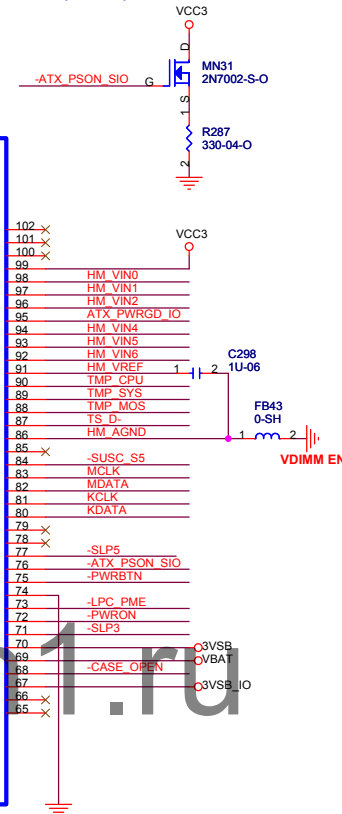 VCC3
D
MN31
2N7002-S-O
-ATX_PSON_SIO
G
S
1
R287
330-04-O
2
VCC3
102
101
100
99
98 HM_VIN0
97 HM_VIN1
96 HM_VIN2
95 ATX_PWRGD_IO
94 HM_VIN4
93 HM_VIN5
92 HM_VIN6
91 HM_VREF 1 2
C298
1U-06
90 TMP_CPU
89 TMP_SYS
88 TMP_MOS
87 TS_D-
86 HM_AGND
FB43
0-SH
1 2
VDIMM EN
85
84 -SUSC_S5
83 MCLK
82 MDATA
81 KCLK
80 KDATA
79
78
77 -SLP5
76 -ATX_PSON_SIO
75 -PWRBTN
74
73 -LPC_PME
72 -PWRON
71 -SLP3
70 3VSB
69 VBAT
68 -CASE_OPEN
67 3VSB_IO
66
65
1.ru